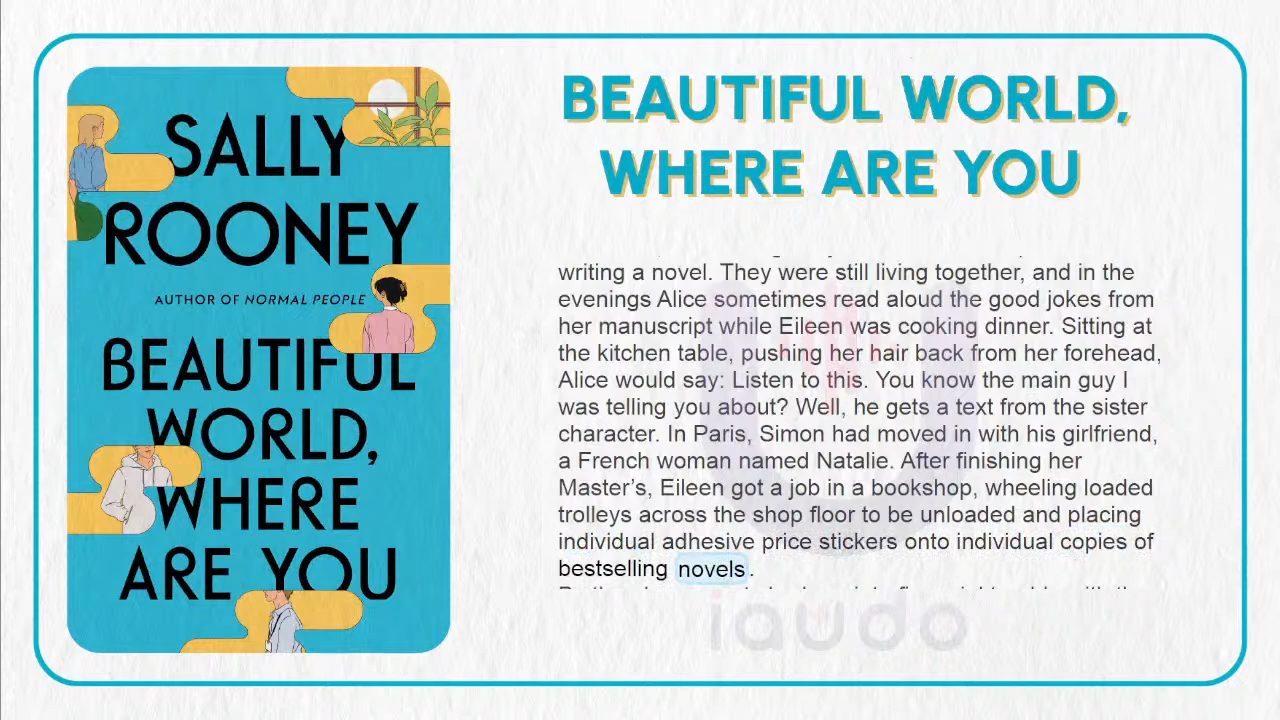 SALLY
ROONEY
AUTHOR OF NORMAL PEOPLE
BEAUTIFUL
WORLD,
WHERE
ARE YOU
BEAUTIFUL WORLD,
WHERE ARE YOU
writing a novel. They were still living together, and in the
evenings Alice sometimes read aloud the good jokes from
her manuscript while Eileen was cooking dinner. Sitting at
the kitchen table, pushing her hair back from her forehead,
Alice would say: Listen to this. You know the main guy I
was telling you about? Well, he gets a text from the sister
character. In Paris, Simon had moved in with his girlfriend,
a French woman named Natalie. After finishing her
Master’s, Eileen got a job in a bookshop, wheeling loaded
trolleys across the shop floor to be unloaded and placing
individual adhesive price stickers onto individual copies of
bestselling novels.
iaudo